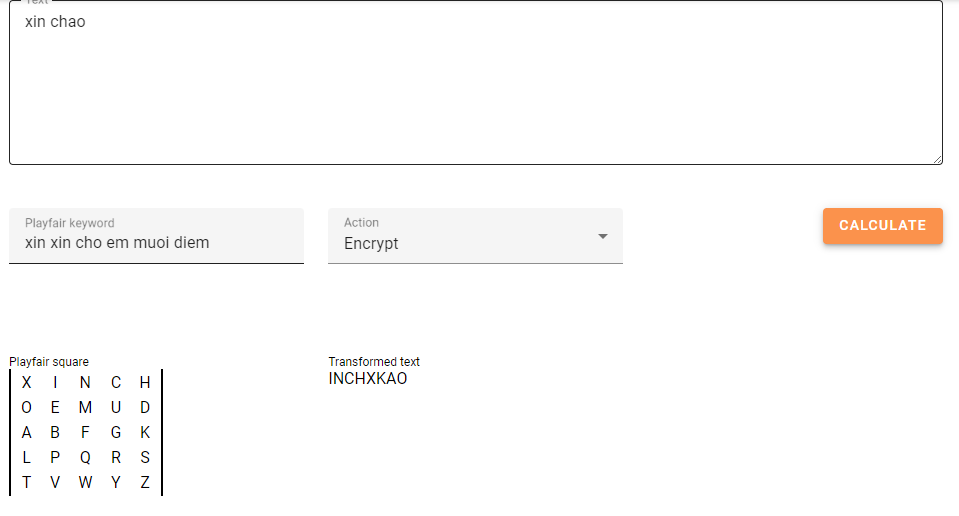 Text
xin chao
Playfair keyword
xin xin cho em muoi diem
Action
Encrypt
CALCULATE
Playfair square
X I N C H
O E M U D
A B F G K
L P Q R S
T V W Y Z
Transformed text
INCHXKAO